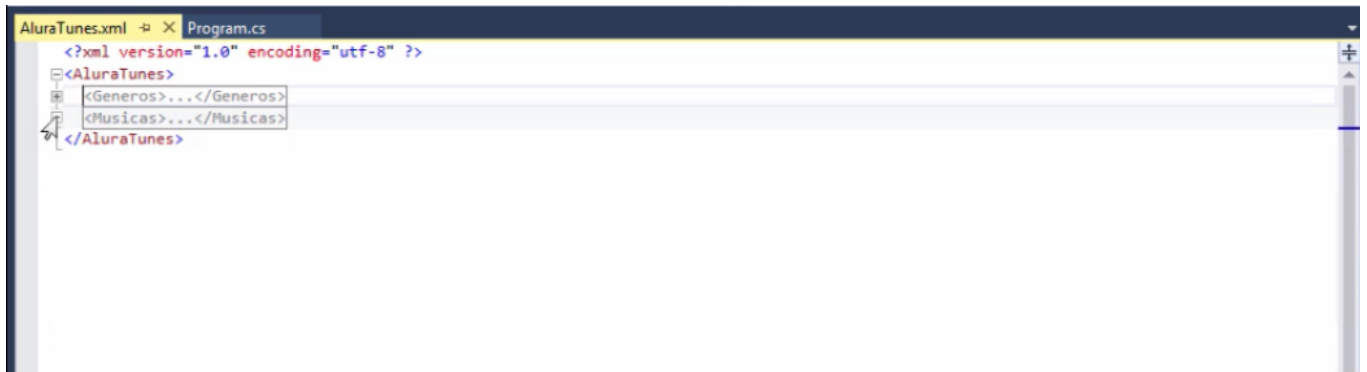 AluraTunes.xml Program.cs
<?xml version="1.0" encoding="utf-8" ?>
<AluraTunes>
<Generos>...</Generos>
<Musicas>...</Musicas>
</AluraTunes>